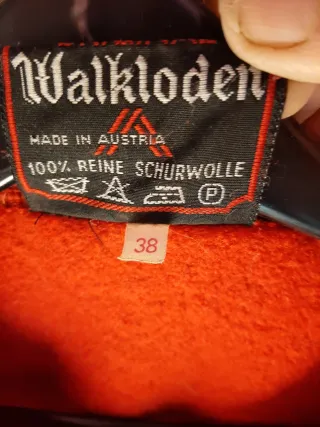 Walkloden
MADE IN AUSTRIA
100% REINE SCHURWOLLE
P
38